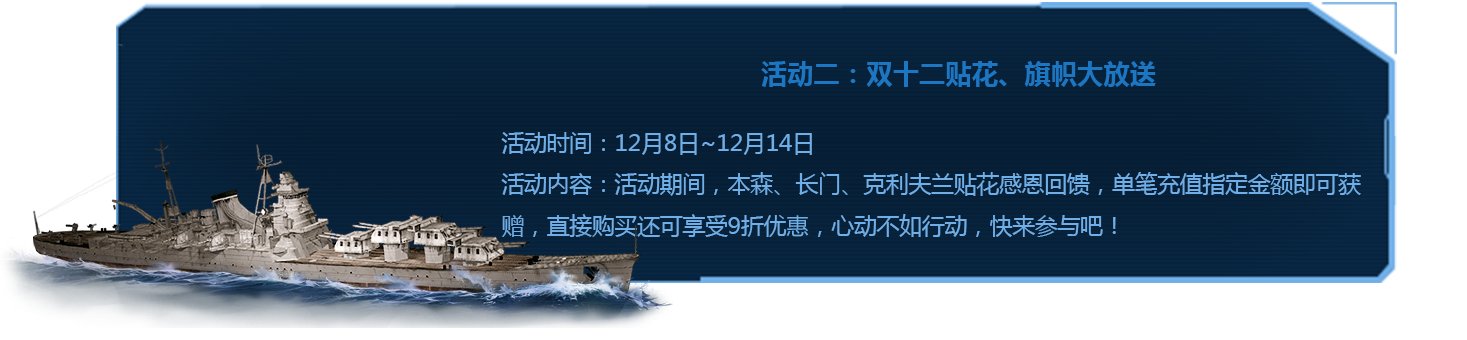 活动二：双十二贴花、旗帜大放送
活动时间：12月8日~12月14日
活动内容：活动期间，本森、长门、克利夫兰贴花感恩回馈，单笔充值指定金额即可获
赠，直接购买还可享受9折优惠，心动不如行动，快来参与吧！